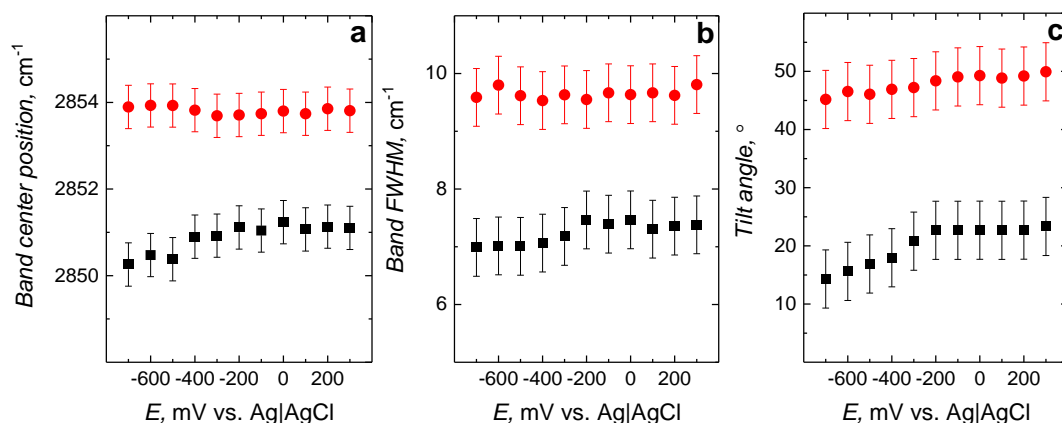 a
Band center position, cm-1
2854
2852
2850
-600 -400 -200 0 200
E, mV vs. Ag|AgCl
b
Band FWHM, cm-1
10
8
6
-600 -400 -200 0 200
E, mV vs. Ag|AgCl
c
Tilt angle, °
50
40
30
20
10
-600 -400 -200 0 200
E, mV vs. Ag|AgCl